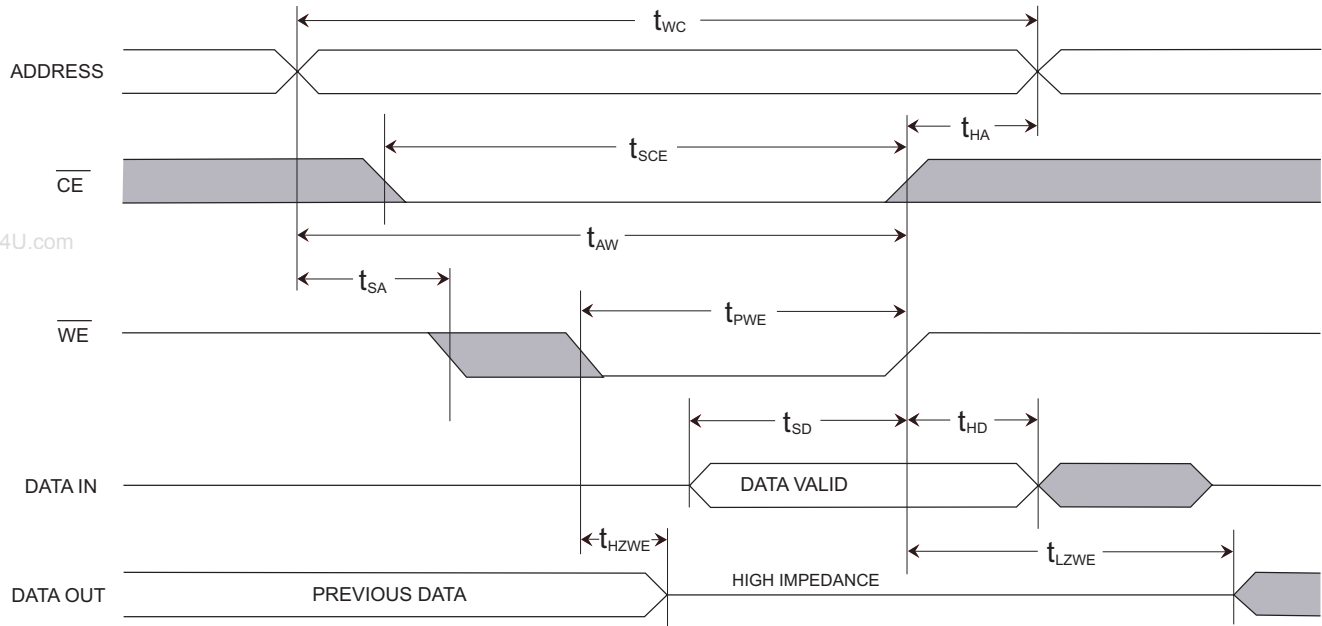 tWC
ADDRESS
tHA
tSCE
CE
4U.com
tAW
tSA
tPWE
WE
tSD
tHD
DATA IN
DATA VALID
tHZWE
tLZWE
DATA OUT
PREVIOUS DATA
HIGH IMPEDANCE